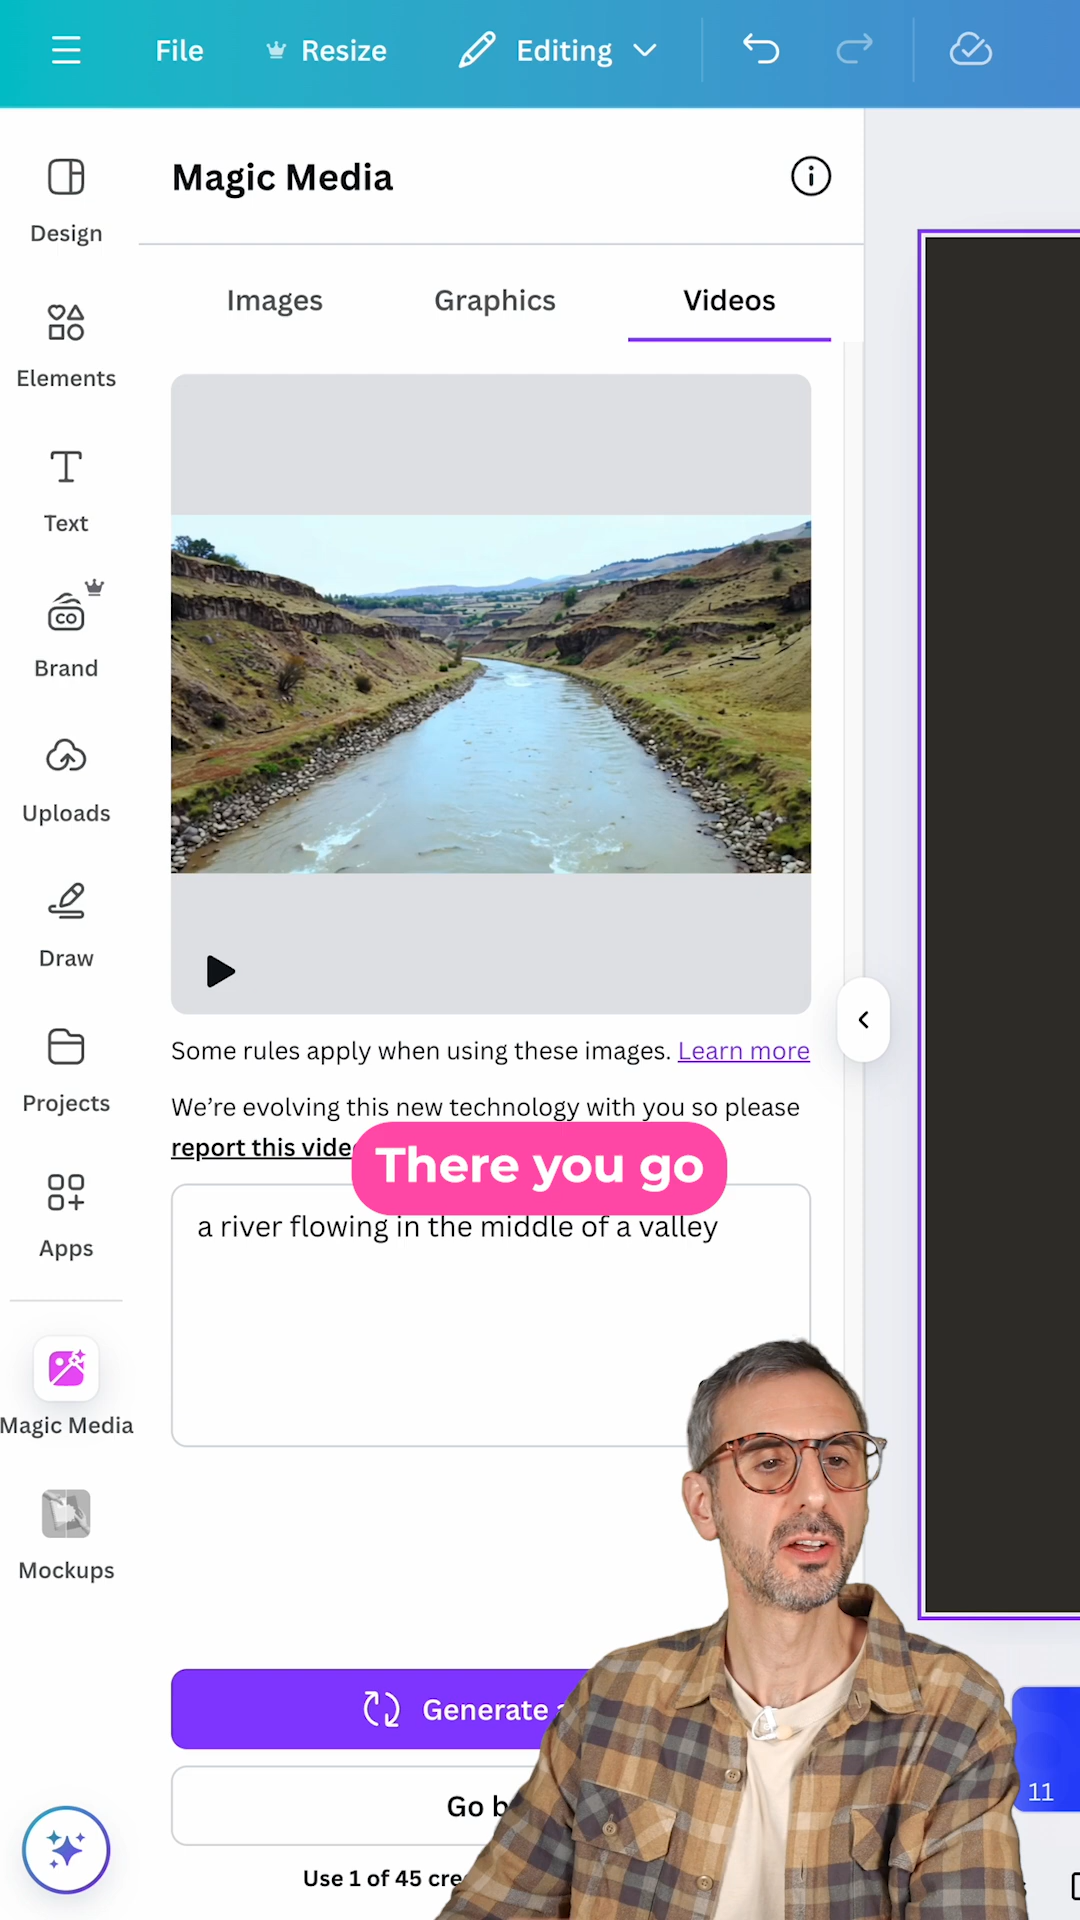 File
Resize
Editing
Magic Media
Design
Elements
Text
Brand
CO
Uploads
Draw
Projects
Apps
Magic Media
Mockups
Images
Graphics
Videos
Some rules apply when using these images. Learn more
We're evolving this new technology with you so please
report this
There you go
a river flowing in the middle of a valley
Generate
Go
Use 1 of 45
11